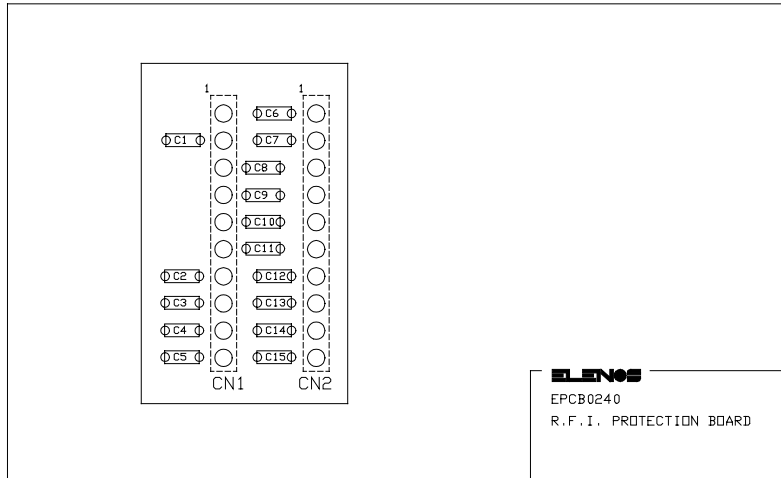 1 1
C6
C1 C7
C8
C9
C10
C11
C2 C12
C3 C13
C4 C14
C5 C15
CN1 CN2
ELENOS
EPCB0240
R.F.I. PROTECTION BOARD